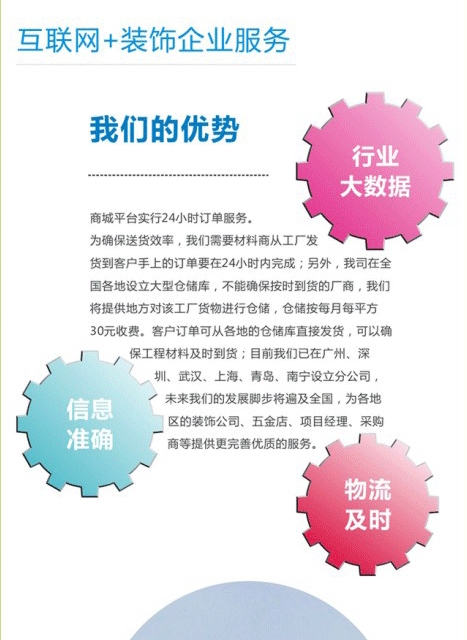 互联网+装饰企业服务
我们的优势
行业
大数据
商城平台实行24小时订单服务。
为确保送货效率，我们需要材料商从工厂发
货到客户手上的订单要在24小时内完成；另外，我司在全
国各地设立大型仓储库，不能确保按时到货的厂商，我们
将提供地方对该工厂货物进行仓储，仓储按每月每平方
30元收费。客户订单可从各地的仓储库直接发货，可以确
保工程材料及时到货；目前我们已在广州、深
圳、武汉、上海、青岛、南宁设立分公司，
未来我们的发展脚步将遍及全国，为各地
区的装饰公司、五金店、项目经理、采购
商等提供更完善优质的服务。
信息
准确
物流
及时